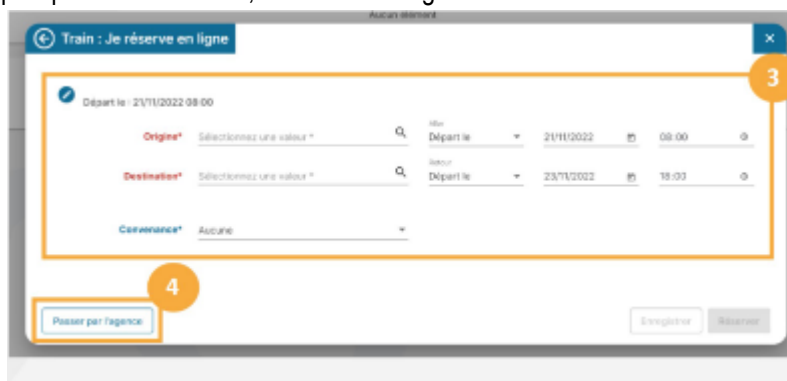 Aucun élément
Train : Je réserve en ligne
×
3
Départ le : 21/11/2022 08:00
Aller
Origine* Sélectionnez une valeur * Départ le 21/11/2022 08:00
Retour
Destination* Sélectionnez une valeur * Départ le 23/11/2022 18:00
Convenance* Aucune
4
Passer par l'agence Enregistrer Réserver